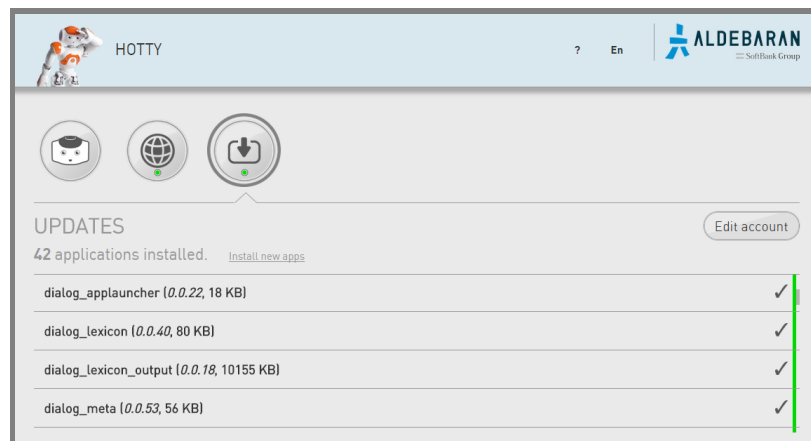 HOTTY
?
En
ALDEBARAN
SoftBank Group
UPDATES
Edit account
42 applications installed. Install new apps
dialog_applauncher (0.0.22, 18 KB)
dialog_lexicon (0.0.40, 80 KB)
dialog_lexicon_output (0.0.18, 10155 KB)
dialog_meta (0.0.53, 56 KB)